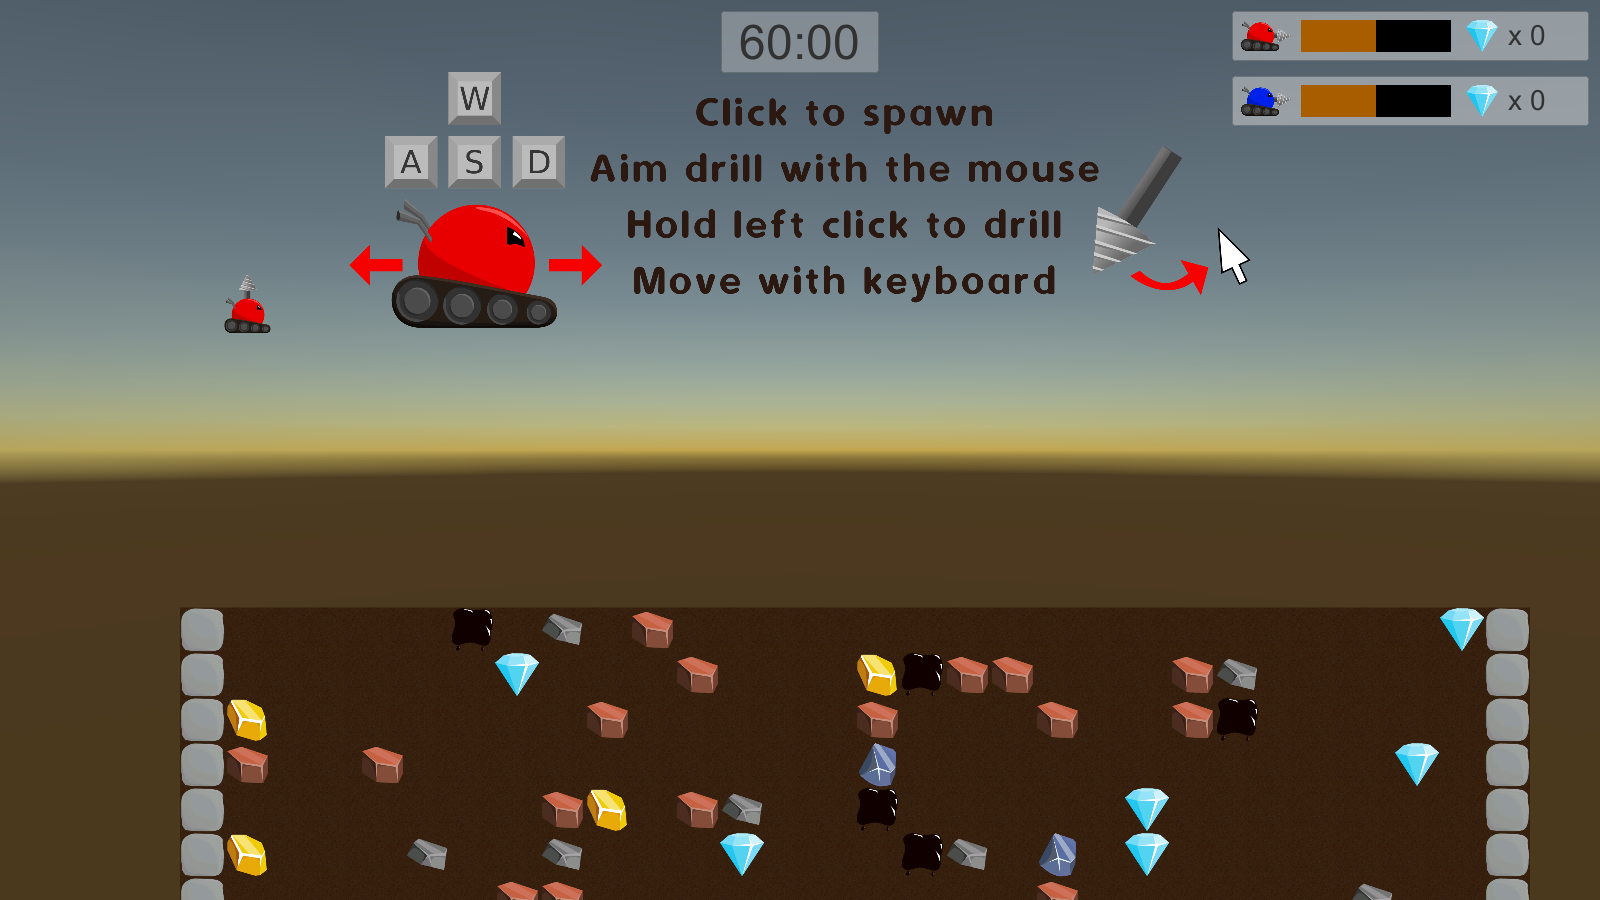 60:00
x 0
x 0
W
A S D
Click to spawn
Aim drill with the mouse
Hold left click to drill
Move with keyboard